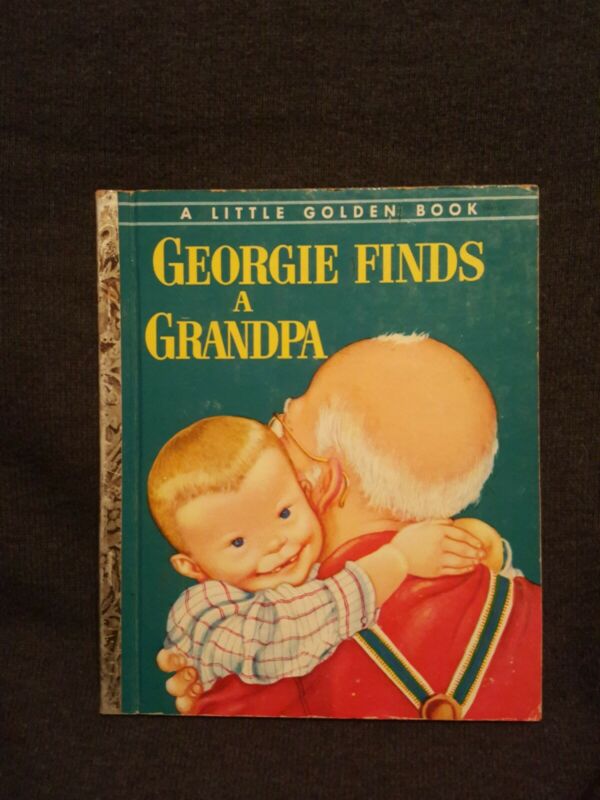 A LITTLE GOLDEN BOOK
GEORGIE FINDS
A
GRANDPA